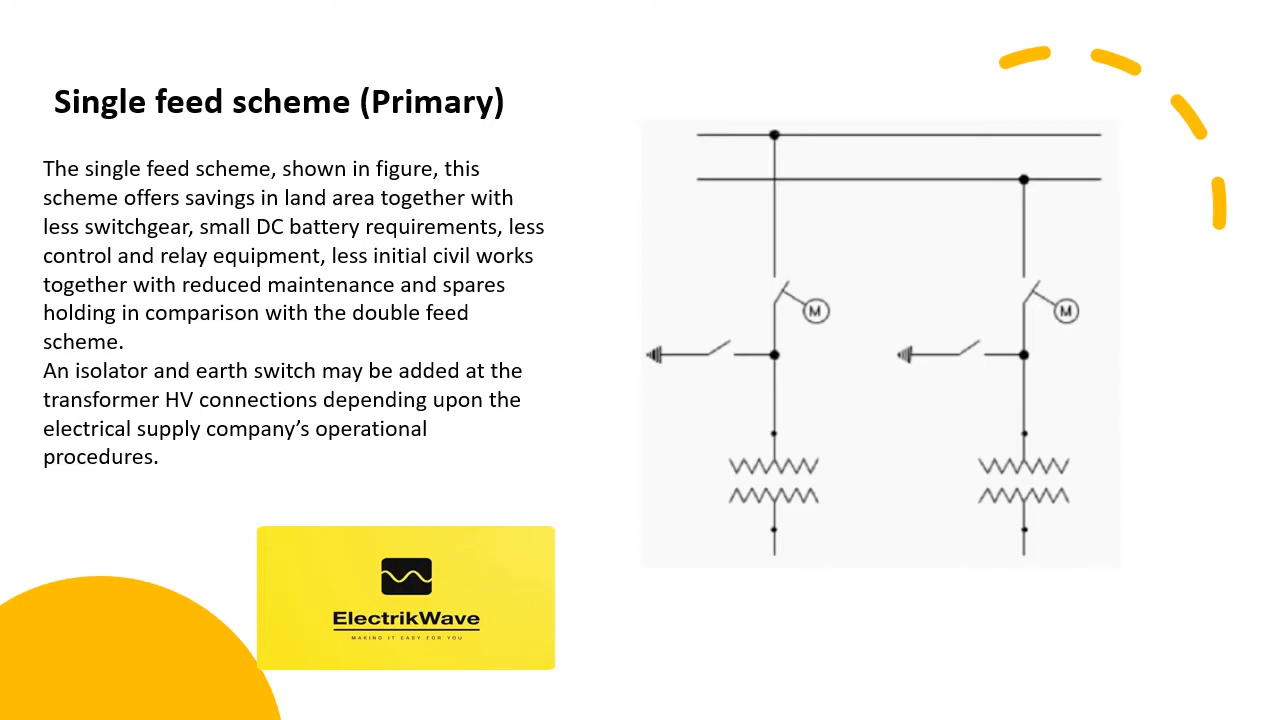 Single feed scheme (Primary)
The single feed scheme, shown in figure, this
scheme offers savings in land area together with
less switchgear, small DC battery requirements, less
control and relay equipment, less initial civil works
together with reduced maintenance and spares
holding in comparison with the double feed
scheme.
An isolator and earth switch may be added at the
transformer HV connections depending upon the
electrical supply company’s operational
procedures.
M
M
ElectrikWave
MAKING IT EASY FOR YOU